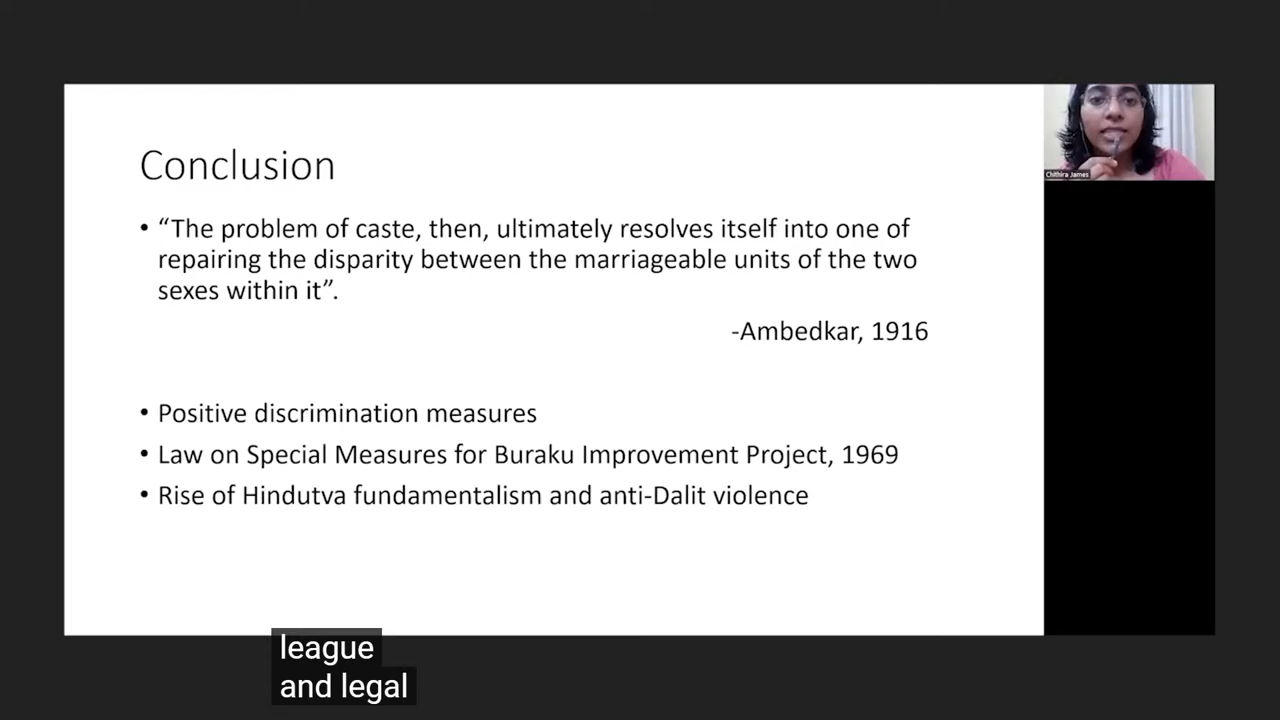 Conclusion
• “The problem of caste, then, ultimately resolves itself into one of
repairing the disparity between the marriageable units of the two
sexes within it”.
-Ambedkar, 1916
• Positive discrimination measures
• Law on Special Measures for Buraku Improvement Project, 1969
• Rise of Hindutva fundamentalism and anti-Dalit violence
Chithira James
league
and legal